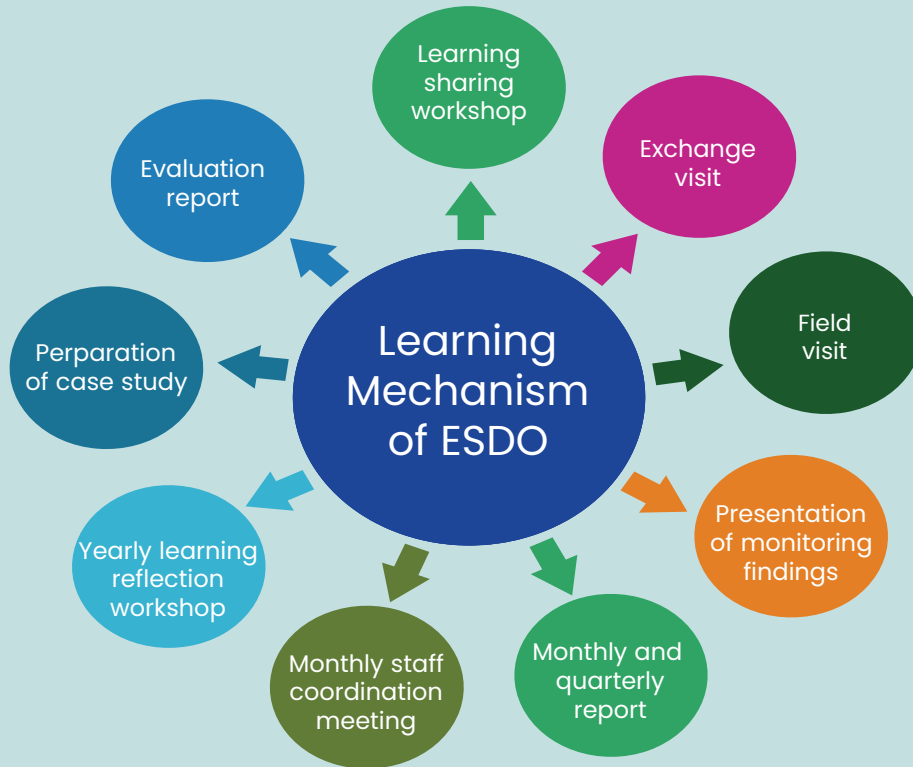 Learning
sharing
workshop
Exchange
visit
Evaluation
report
Field
visit
Learning
Mechanism
of ESDO
Perparation
of case study
Presentation
of monitoring
findings
Yearly learning
reflection
workshop
Monthly and
quarterly
report
Monthly staff
coordination
meeting